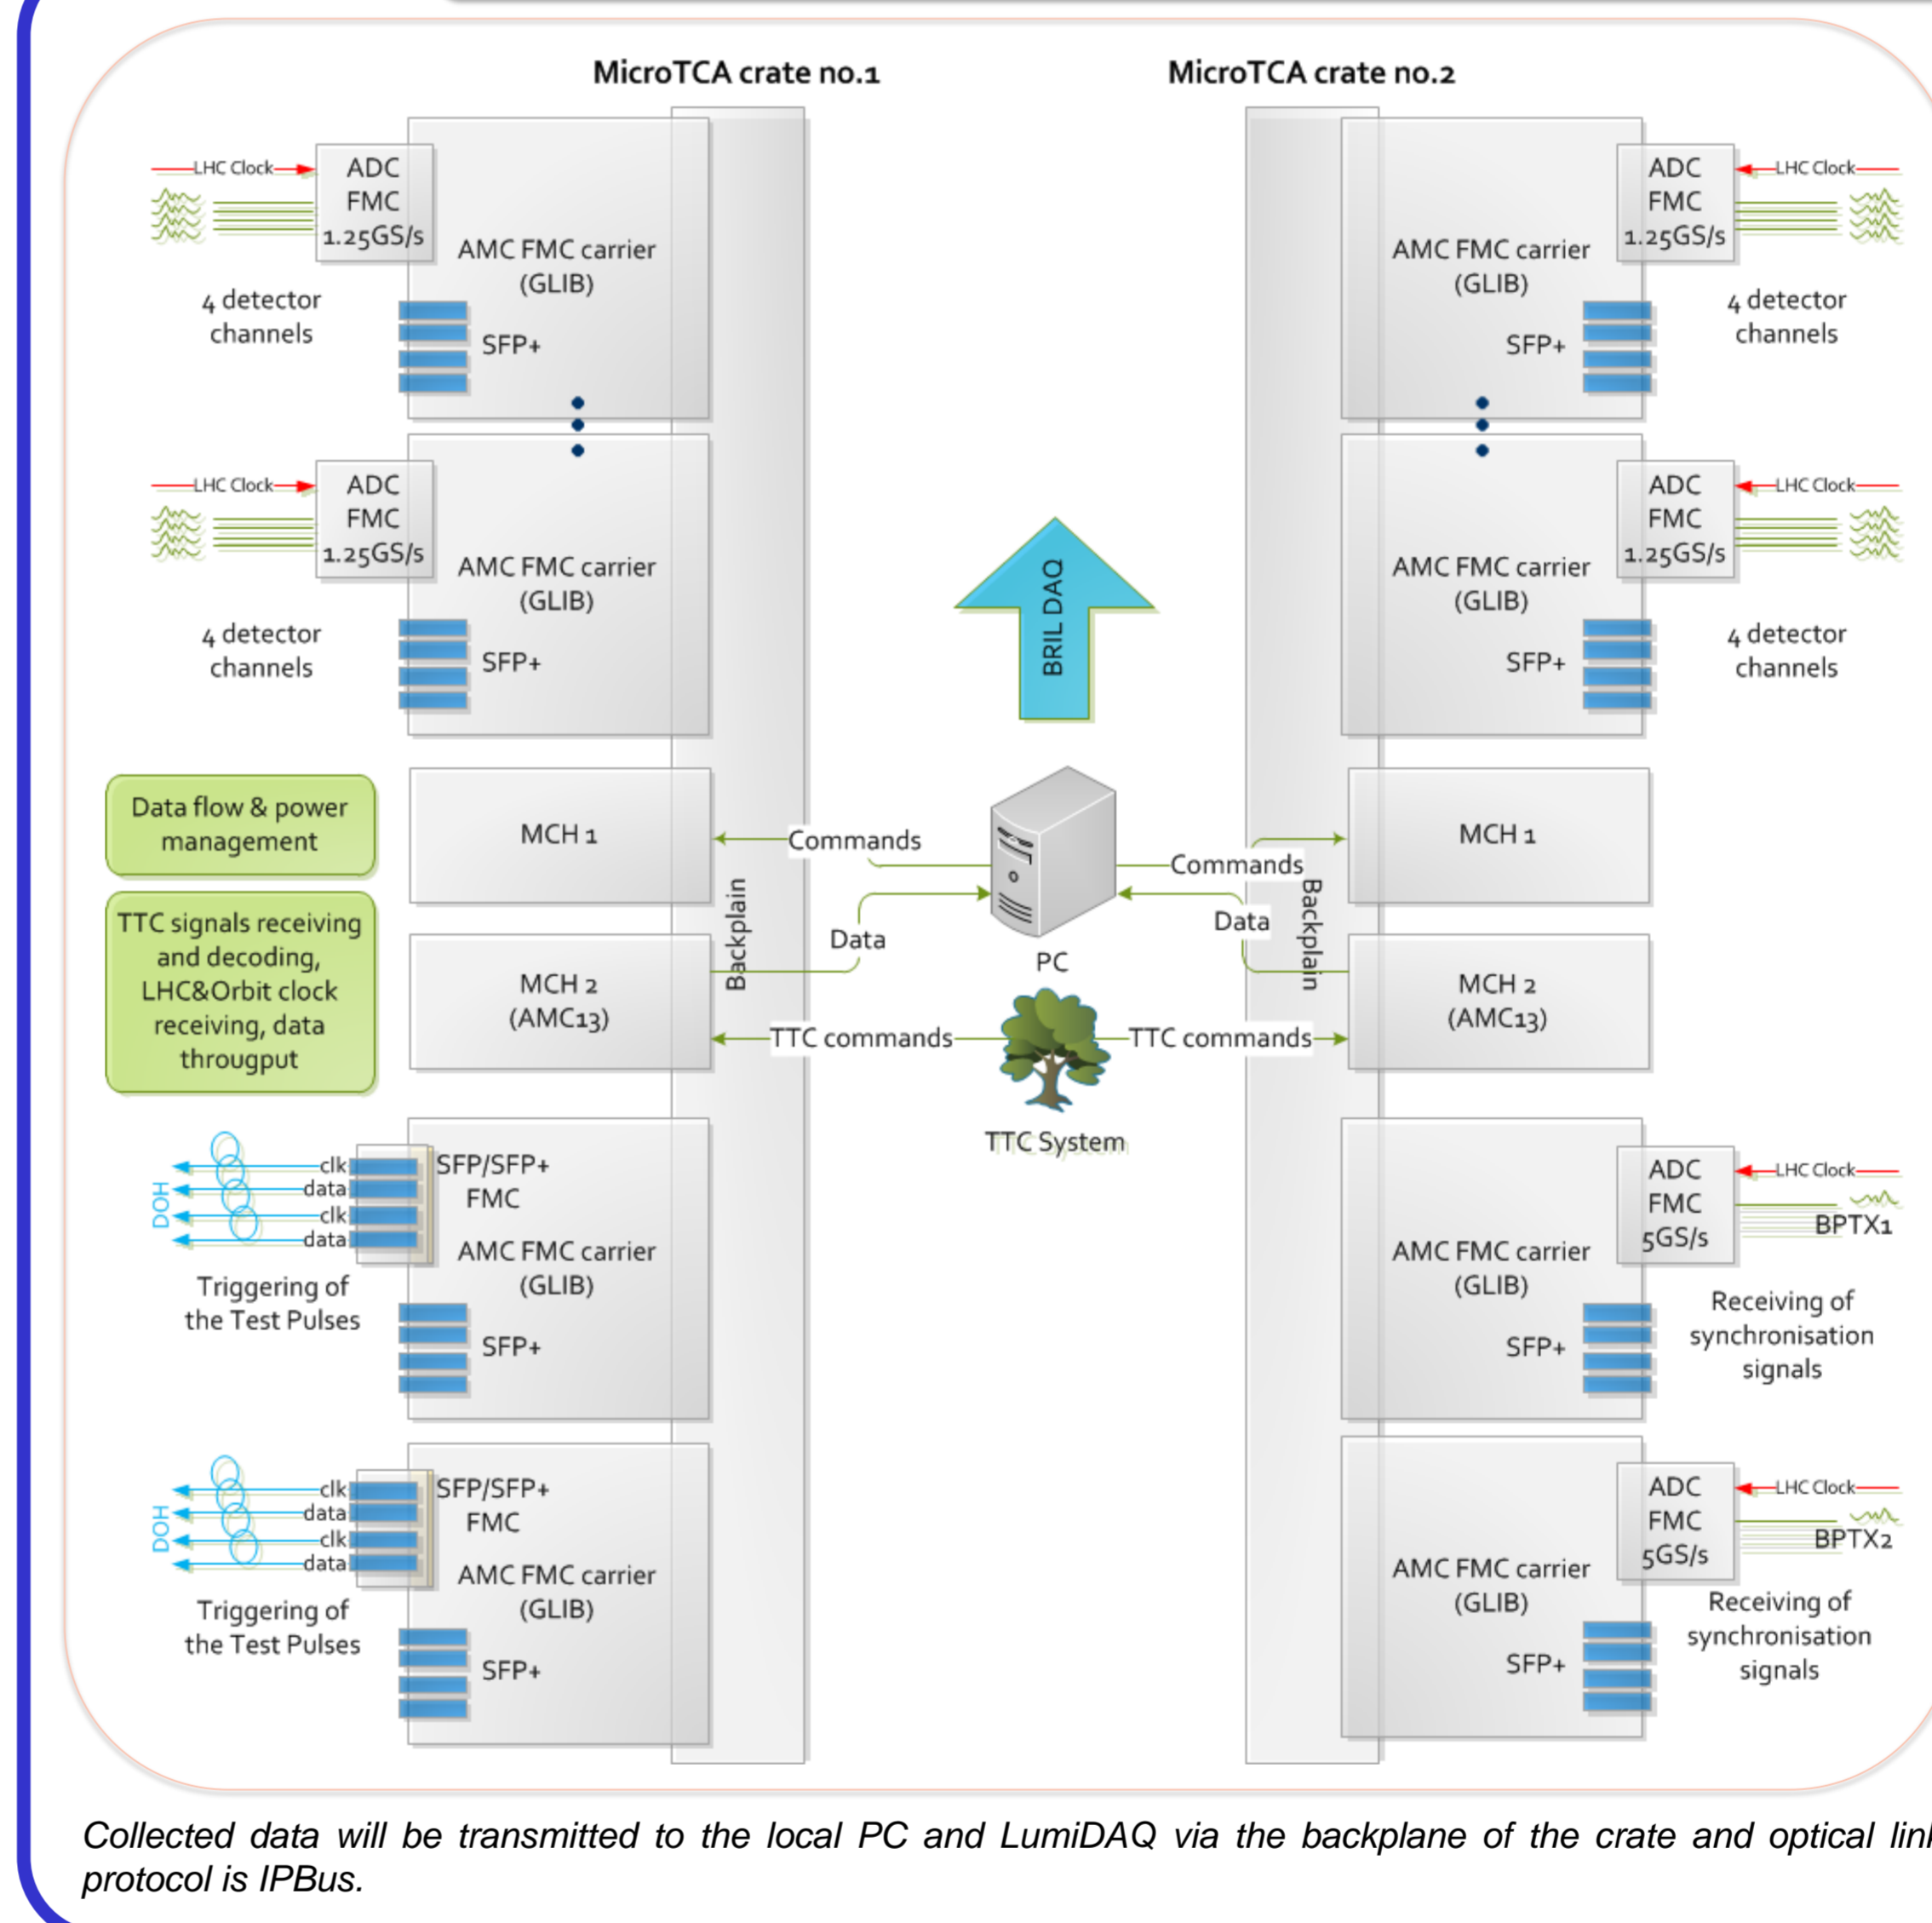 MicroTCA crate no.1
MicroTCA crate no.2
LHC Clock
ADC
FMC
1.25GS/s
AMC FMC carrier
(GLIB)
4 detector
channels
SFP+
AMC FMC carrier
(GLIB)
SFP+
ADC
FMC
1.25GS/s
LHC Clock
4 detector
channels
LHC Clock
ADC
FMC
1.25GS/s
AMC FMC carrier
(GLIB)
4 detector
channels
SFP+
BRIL DAQ
AMC FMC carrier
(GLIB)
SFP+
ADC
FMC
1.25GS/s
LHC Clock
4 detector
channels
Data flow & power
management
MCH 1
Commands
Commands
MCH 1
TTC signals receiving
and decoding,
LHC&Orbit clock
receiving, data
througput
MCH 2
(AMC13)
Backplain
Data
PC
Data
Backplain
MCH 2
(AMC13)
TTC commands
TTC commands
TTC System
DOH
clk
data
clk
data
SFP/SFP+
FMC
AMC FMC carrier
(GLIB)
Triggering of
the Test Pulses
SFP+
AMC FMC carrier
(GLIB)
SFP+
ADC
FMC
5GS/s
LHC Clock
BPTX1
Receiving of
synchronisation
signals
DOH
clk
data
clk
data
SFP/SFP+
FMC
AMC FMC carrier
(GLIB)
Triggering of
the Test Pulses
SFP+
AMC FMC carrier
(GLIB)
SFP+
ADC
FMC
5GS/s
LHC Clock
BPTX2
Receiving of
synchronisation
signals
Collected data will be transmitted to the local PC and LumiDAQ via the backplane of the crate and optical
protocol is IPBus.